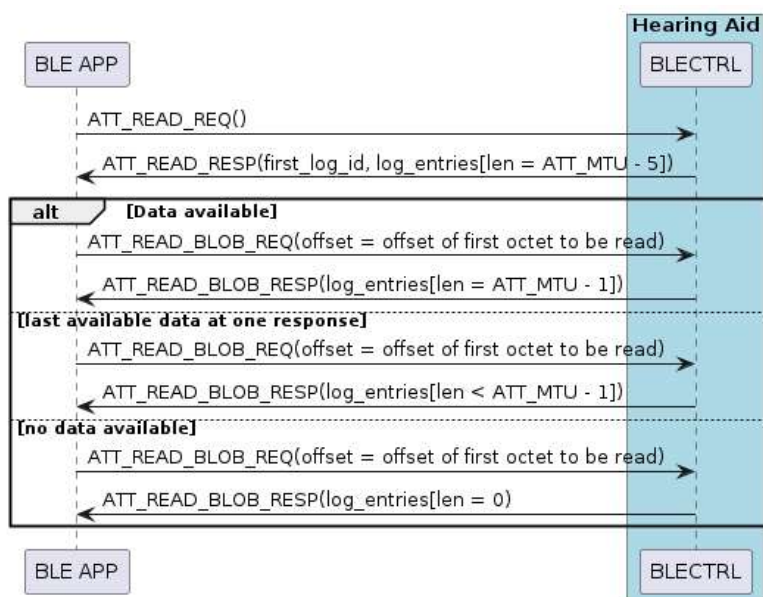 Hearing Aid
BLE APP
BLECTRL
ATT_READ_REQ()
ATT_READ_RESP(first_log_id, log_entries[len = ATT_MTU - 5])
alt
[Data available]
ATT_READ_BLOB_REQ(offset = offset of first octet to be read)
ATT_READ_BLOB_RESP(log_entries[len = ATT_MTU - 1])
[last available data at one response]
ATT_READ_BLOB_REQ(offset = offset of first octet to be read)
ATT_READ_BLOB_RESP(log_entries[len < ATT_MTU - 1])
[no data available]
ATT_READ_BLOB_REQ(offset = offset of first octet to be read)
ATT_READ_BLOB_RESP(log_entries[len = 0)
BLE APP
BLECTRL